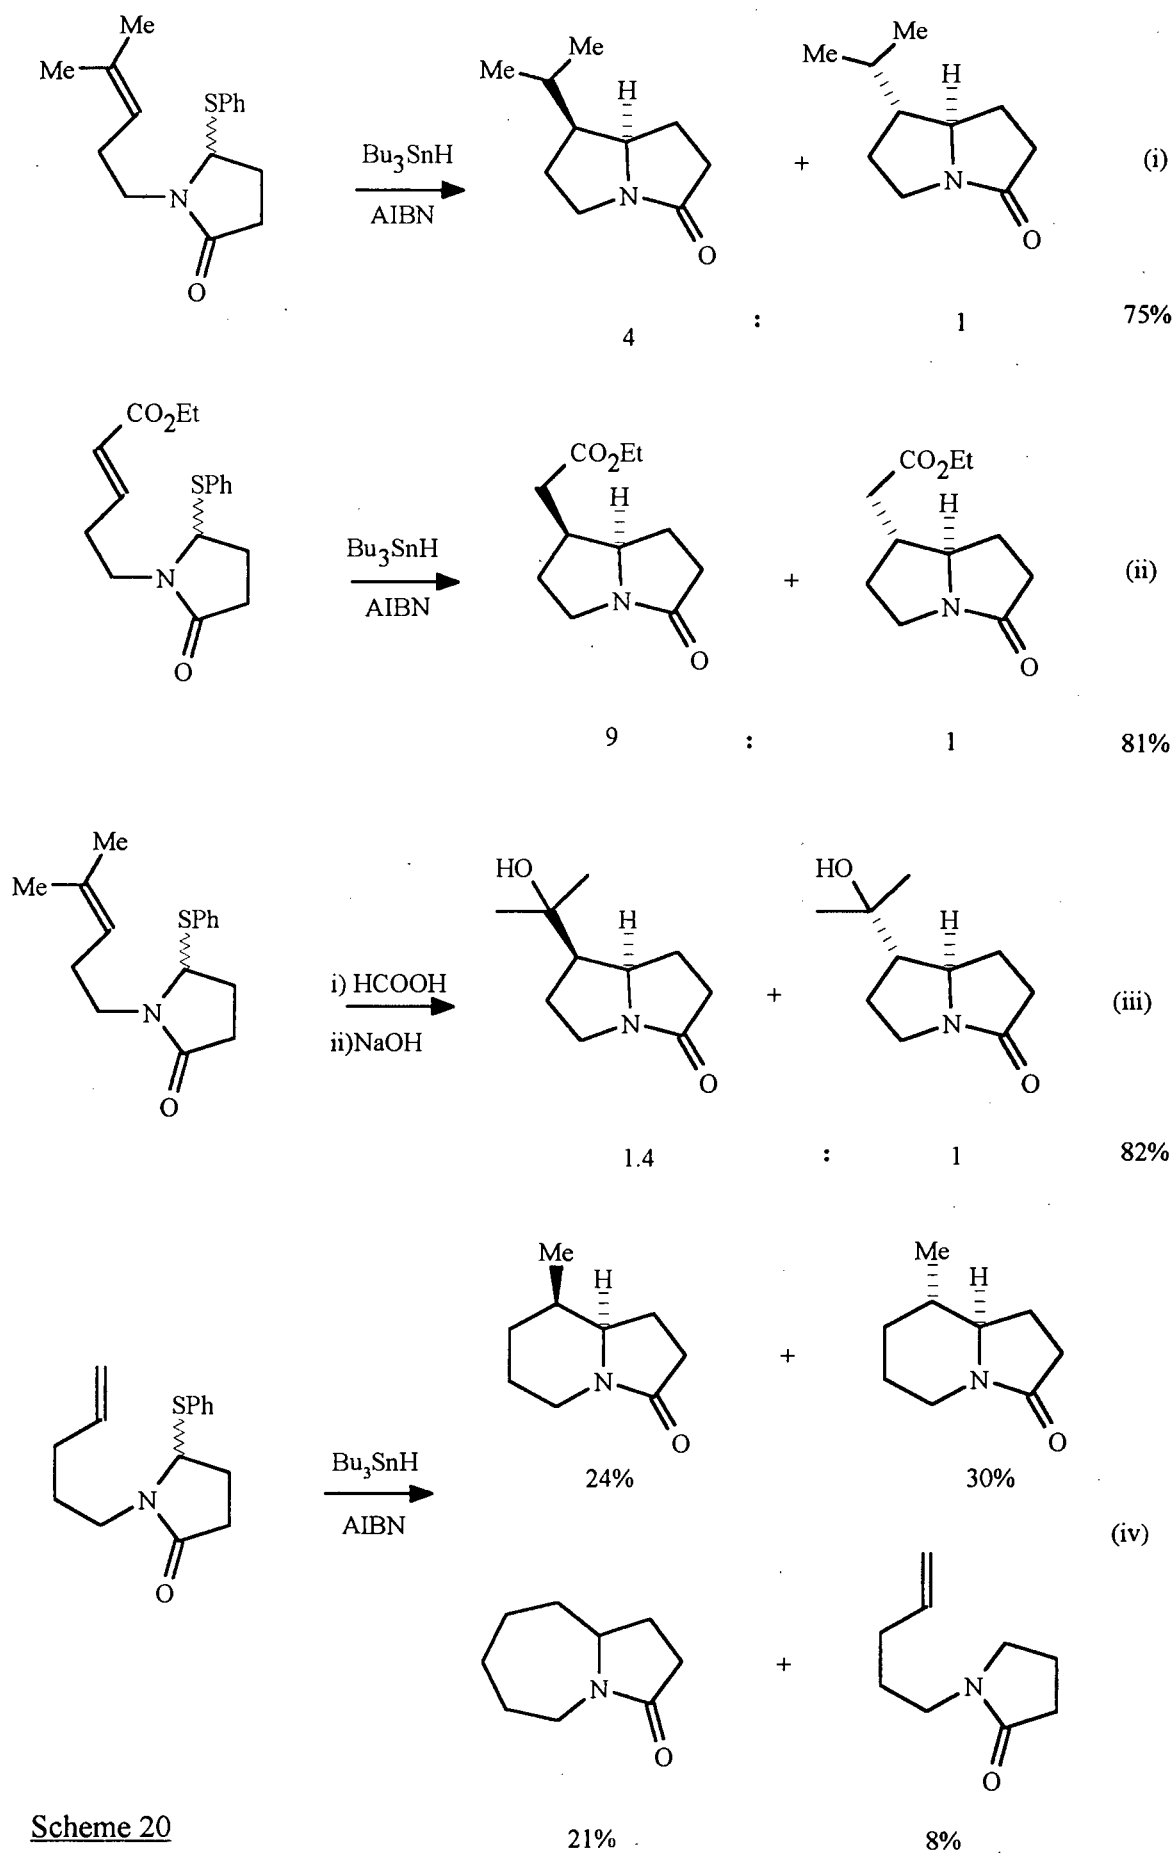 Me
Me
SPh
N
O
Bu3SnH
AIBN
Me
Me
H
N
O
+
Me
Me
H
N
O
(i)
4 : 1 75%
CO2Et
SPh
N
O
Bu3SnH
AIBN
CO2Et
H
N
O
+
CO2Et
H
N
O
(ii)
9 : 1 81%
Me
Me
SPh
N
O
i) HCOOH
ii)NaOH
HO
H
N
O
+
HO
H
N
O
(iii)
1.4 : 1 82%
SPh
N
O
Bu3SnH
AIBN
Me
H
N
O
24%
+
Me
H
N
O
30%
(iv)
N
O
21%
+
N
O
8%
Scheme 20